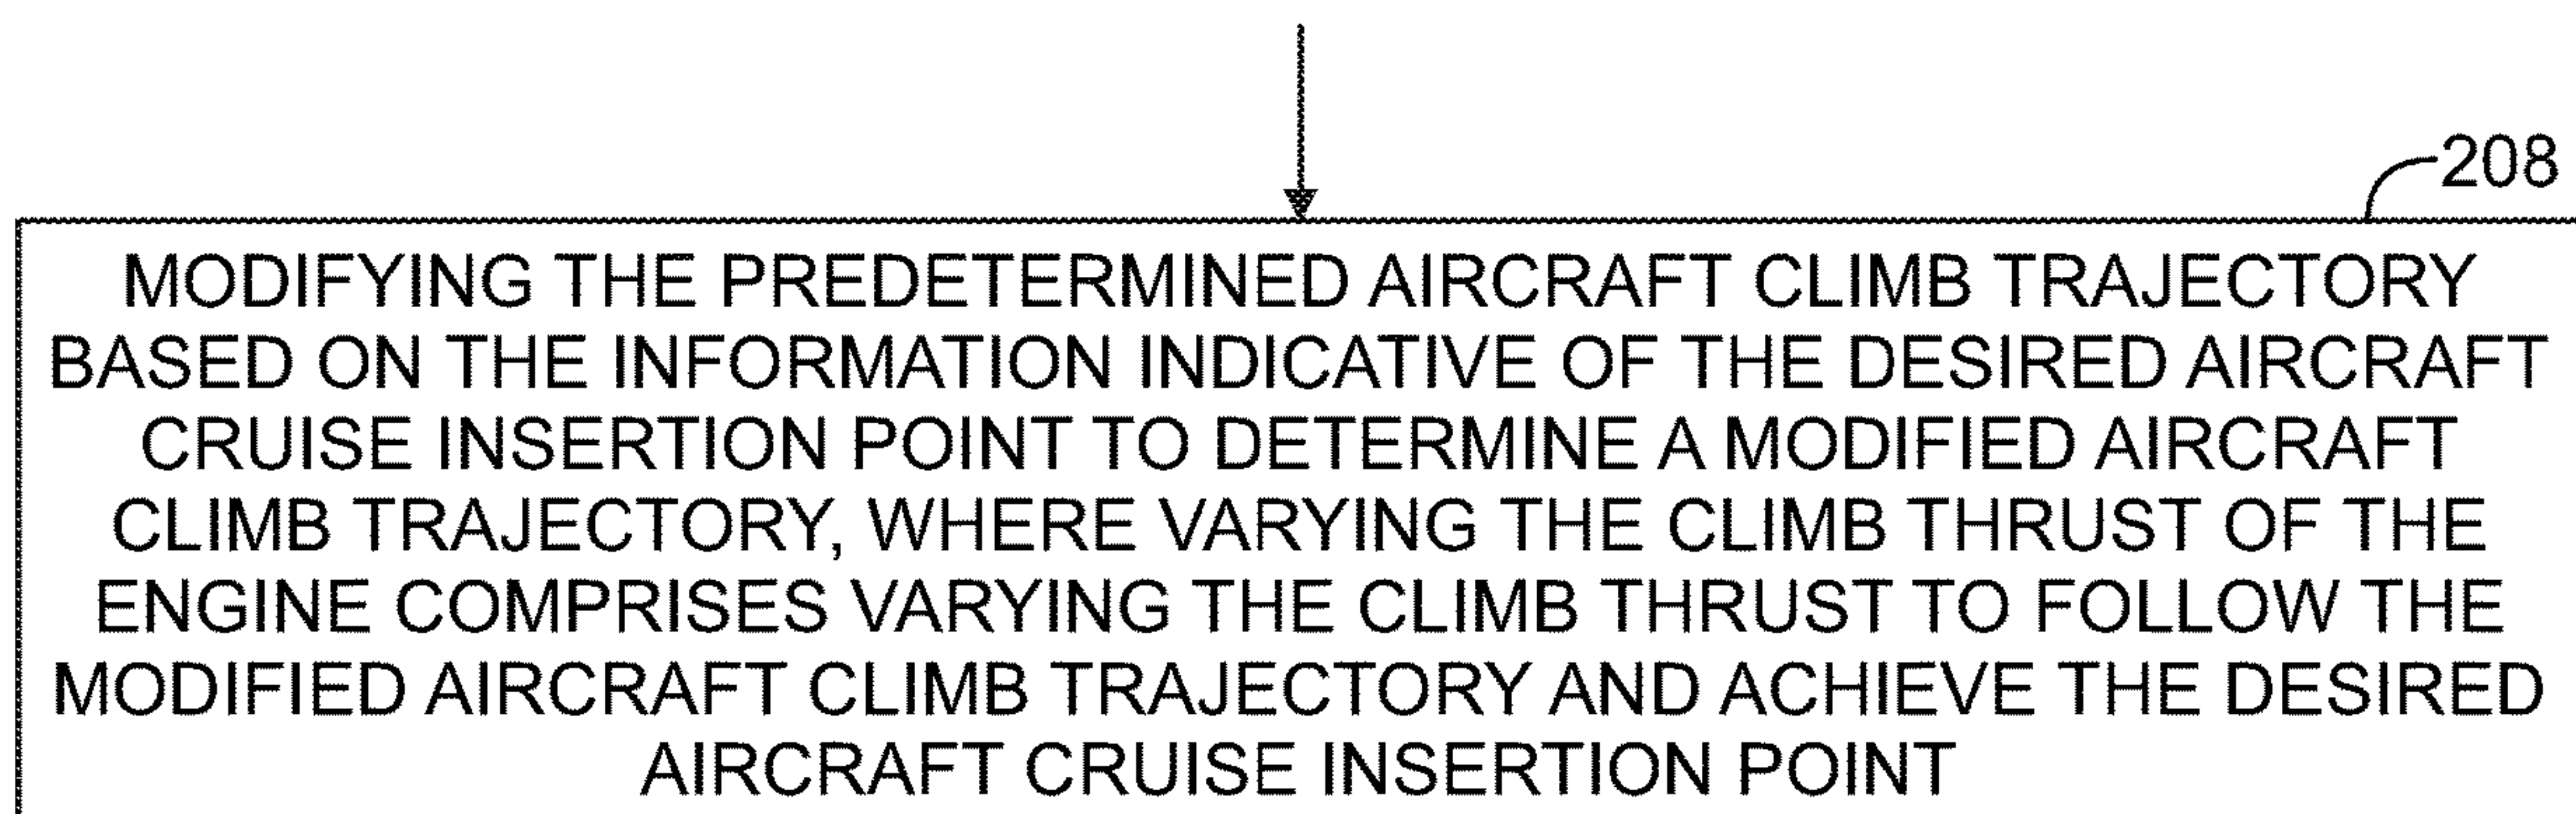 208
MODIFYING THE PREDETERMINED AIRCRAFT CLIMB TRAJECTORY
BASED ON THE INFORMATION INDICATIVE OF THE DESIRED AIRCRAFT
CRUISE INSERTION POINT TO DETERMINE A MODIFIED AIRCRAFT
CLIMB TRAJECTORY, WHERE VARYING THE CLIMB THRUST OF THE
ENGINE COMPRISES VARYING THE CLIMB THRUST TO FOLLOW THE
MODIFIED AIRCRAFT CLIMB TRAJECTORY AND ACHIEVE THE DESIRED
AIRCRAFT CRUISE INSERTION POINT